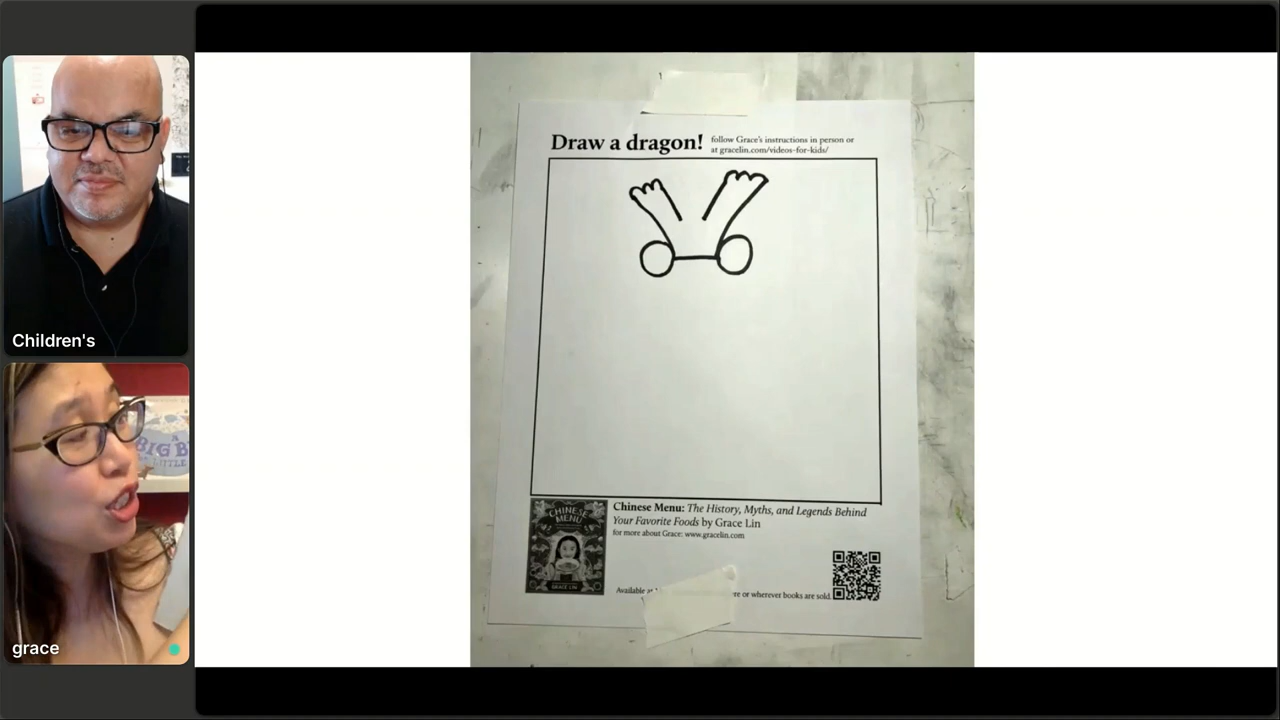 Children's
grace
BIG B
LITTLE
Draw a dragon!
follow Grace's instructions in person or
at gracelin.com/videos-for-kids/
CHINESE
MENU
GRACE LIN
Chinese Menu: The History, Myths, and Legends Behind
Your Favorite Foods by Grace Lin
for more about Grace: www.gracelin.com
Available at
or wherever books are sold.